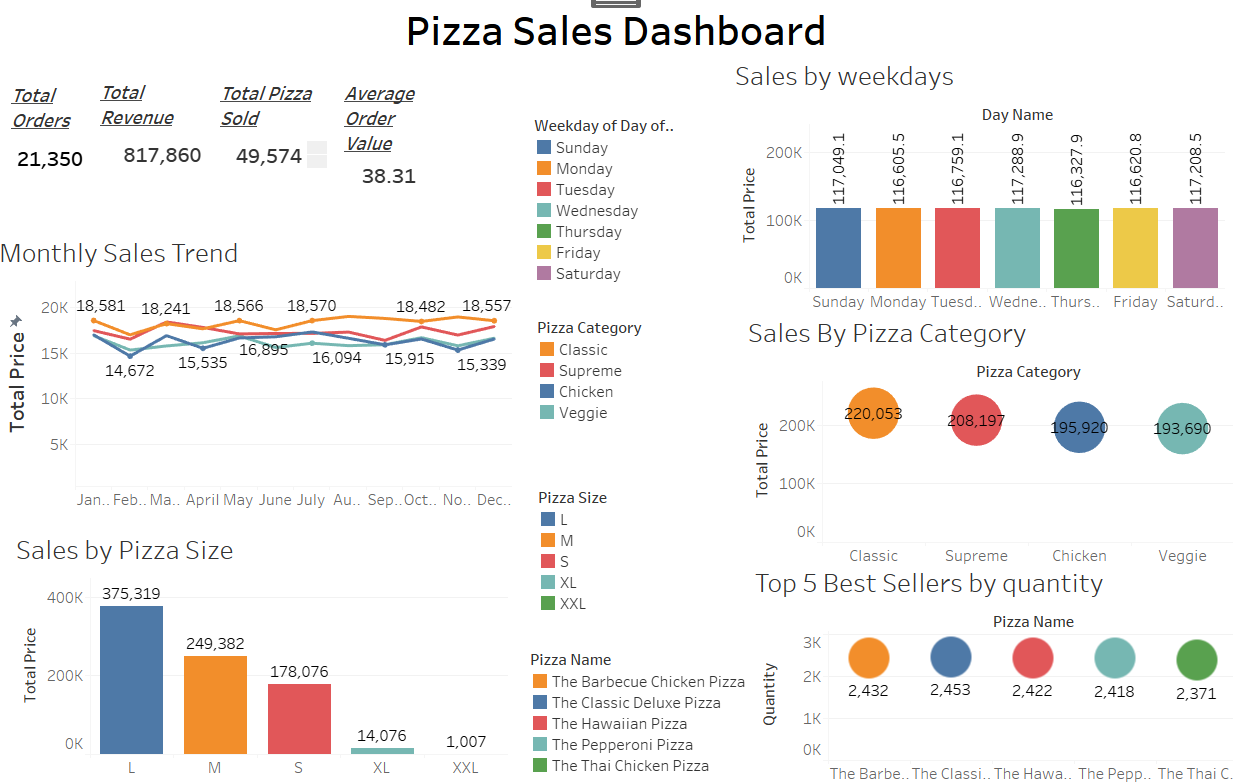 Pizza Sales Dashboard
Total
Orders
21,350
Total
Revenue
817,860
Total Pizza
Sold
49,574
Average
Order
Value
38.31
Monthly Sales Trend
Total Price
20K
15K
10K
5K
18,581
18,241
18,566
18,570
18,482
18,557
14,672
15,535
16,895
16,094
15,915
15,339
Jan.. Feb.. Ma.. April May June July Au.. Sep.. Oct.. No.. Dec..
Sales by Pizza Size
Total Price
400K
200K
0K
375,319
249,382
178,076
14,076
1,007
L M S XL XXL
Weekday of Day of..
Sunday
Monday
Tuesday
Wednesday
Thursday
Friday
Saturday
Pizza Category
Classic
Supreme
Chicken
Veggie
Pizza Size
L
M
S
XL
XXL
Pizza Name
The Barbecue Chicken Pizza
The Classic Deluxe Pizza
The Hawaiian Pizza
The Pepperoni Pizza
The Thai Chicken Pizza
Sales by weekdays
Day Name
Total Price
200K
100K
0K
117,049.1
116,605.5
116,759.1
117,288.9
116,327.9
116,620.8
117,208.5
Sunday Monday Tuesd.. Wedne.. Thurs.. Friday Saturd..
Sales By Pizza Category
Pizza Category
Total Price
200K
100K
0K
220,053
208,197
195,920
193,690
Classic Supreme Chicken Veggie
Top 5 Best Sellers by quantity
Pizza Name
Quantity
3K
2K
1K
0K
2,432
2,453
2,422
2,418
2,371
The Barbe.. The Classi.. The Hawa.. The Pepp.. The Thai C..